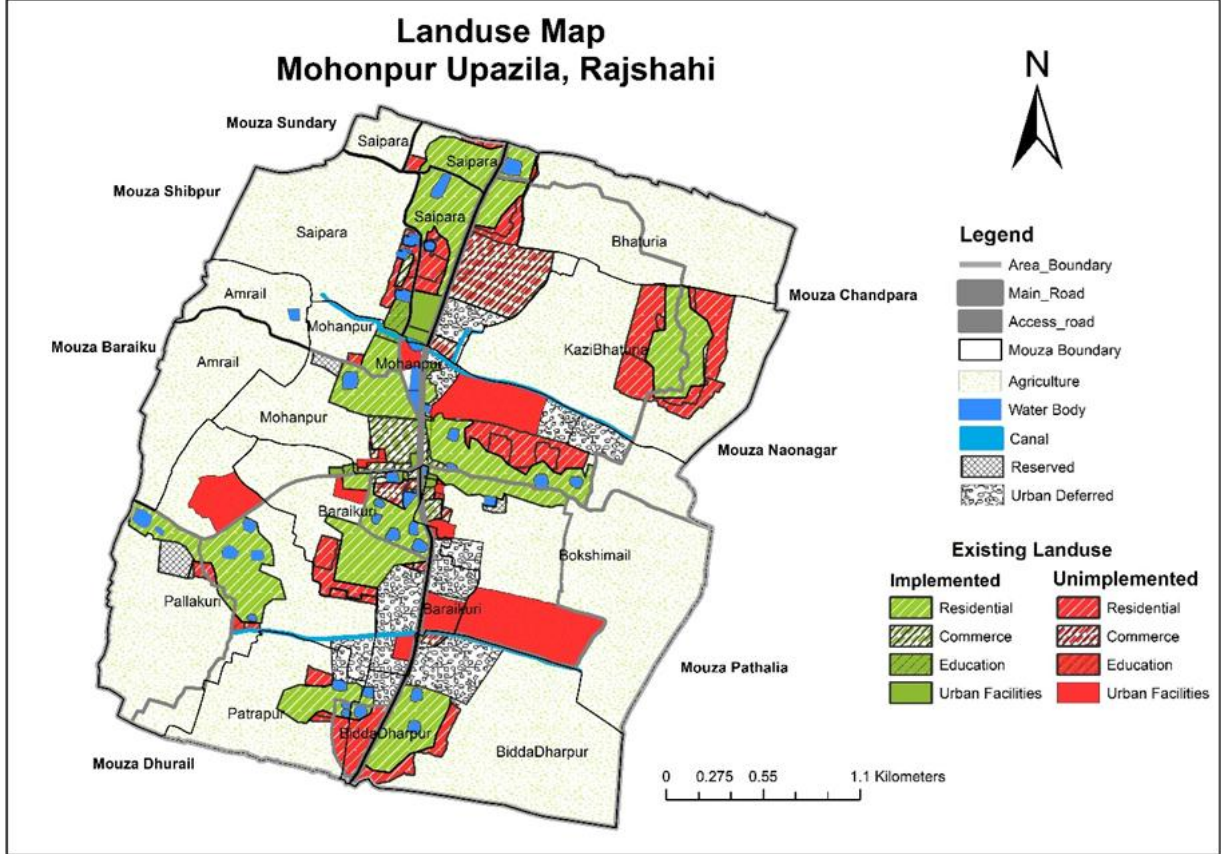 Landuse Map
Mohonpur Upazila, Rajshahi
N
Mouza Sundary
Saipara
Saipara
Mouza Shibpur
Saipara
Saipara
Bhaturia
Amrail
Mouza Chandpara
Mohanpur
Mouza Baraiku
Amrail
Mohanpur
KaziBhaturia
Mohanpur
Mouza Naonagar
Baraikuri
Bokshimail
Pallakuri
Baraikuri
Mouza Pathalia
Patrapur
BiddaDharpur
BiddaDharpur
Mouza Dhurail
Legend
Area_Boundary
Main_Road
Access_road
Mouza Boundary
Agriculture
Water Body
Canal
Reserved
Urban Deferred
Existing Landuse
Implemented Unimplemented
Residential Residential
Commerce Commerce
Education Education
Urban Facilities Urban Facilities
0 0.275 0.55 1.1 Kilometers